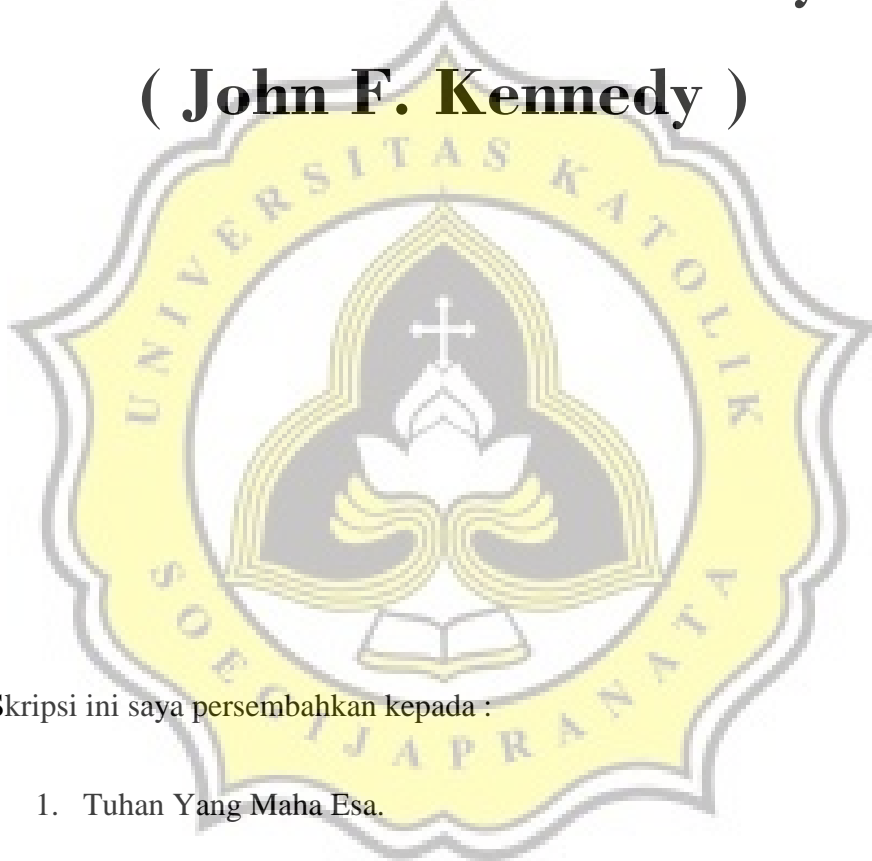 ( John F. Kennedy )
UNIVERSITAS KATOLIK
SOEGIJAPRANATA
Skripsi ini saya persembahkan kepada :
1. Tuhan Yang Maha Esa.